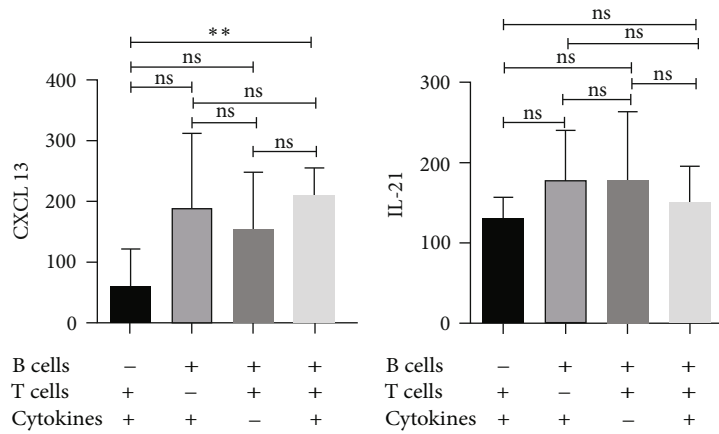 **
ns
ns
ns
ns
ns
400
300
200
100
0
CXCL 13
B cells − + + +
T cells + − + +
Cytokines + + − +
ns
ns
ns
ns
ns
ns
300
200
100
0
IL-21
B cells − + + +
T cells + − + +
Cytokines + + − +